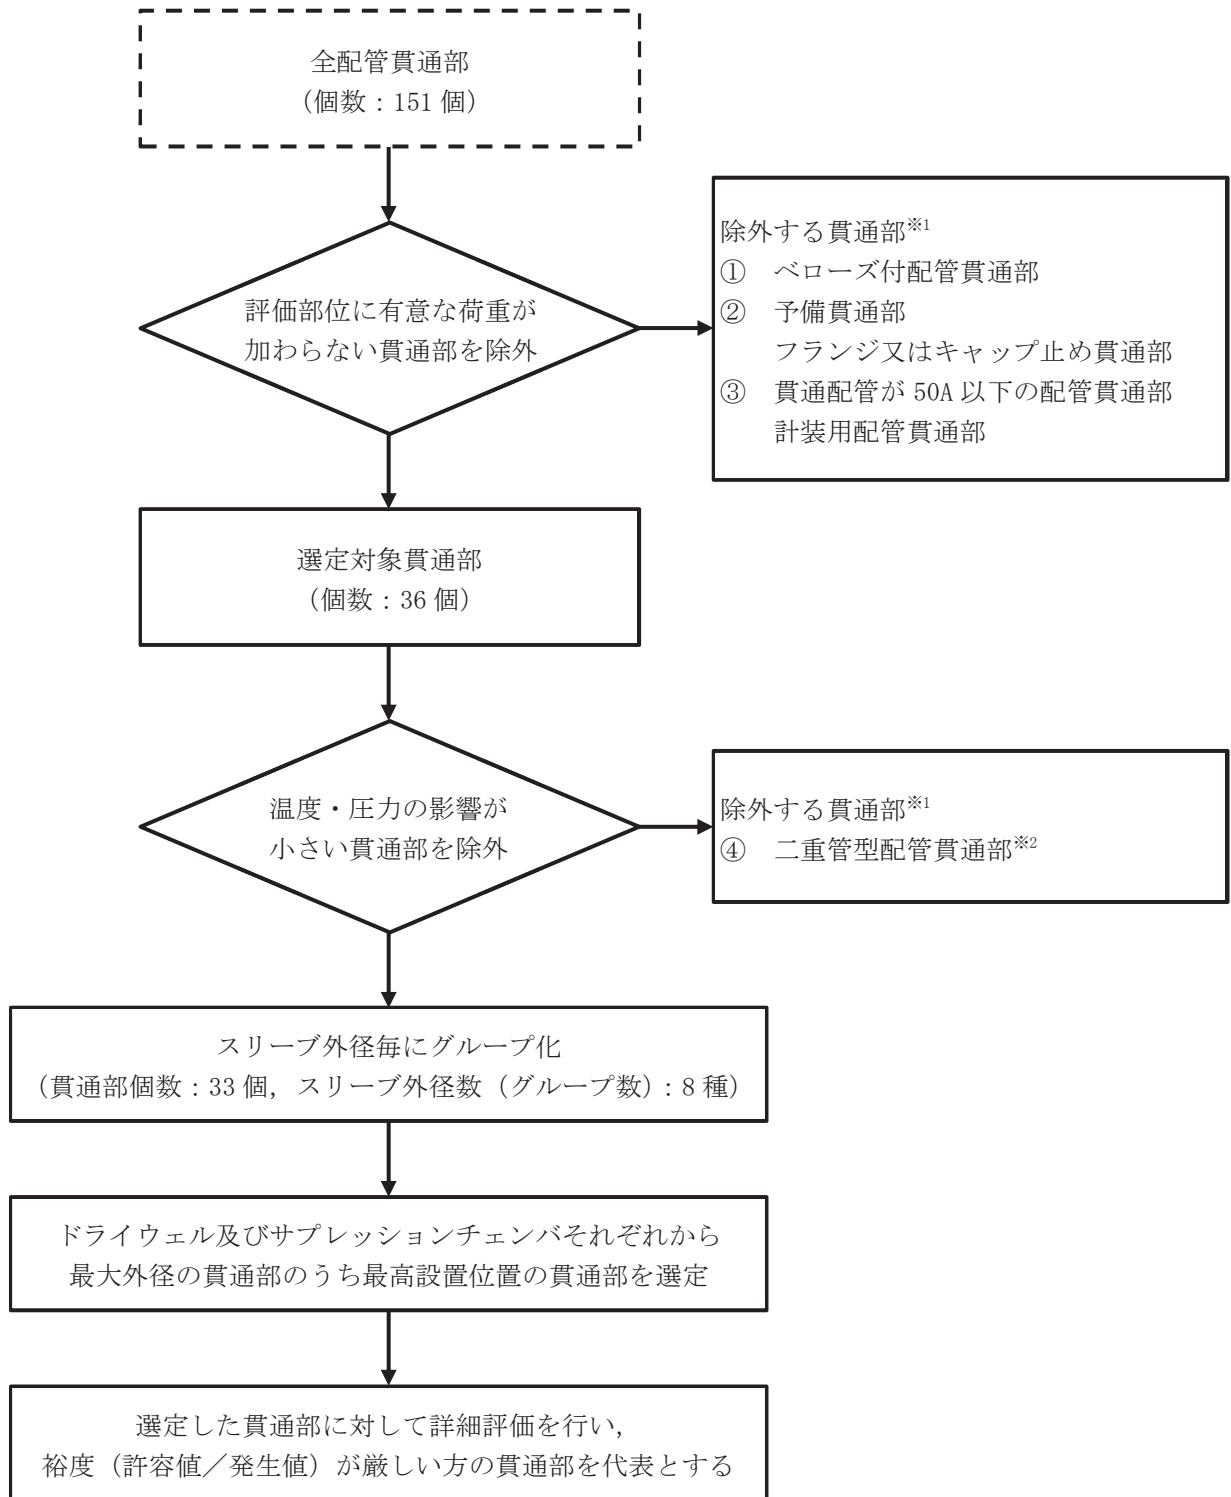 全配管貫通部
（個数：151 個）
除外する貫通部※1
① ベローズ付配管貫通部
② 予備貫通部
フランジ又はキャップ止め貫通部
③ 貫通配管が 50A 以下の配管貫通部
計装用配管貫通部
評価部位に有意な荷重が
加わらない貫通部を除外
選定対象貫通部
（個数：36 個）
温度・圧力の影響が
小さい貫通部を除外
除外する貫通部※1
④ 二重管型配管貫通部※2
スリーブ外径毎にグループ化
（貫通部個数：33 個，スリーブ外径数（グループ数）：8 種）
ドライウェル及びサプレッションチェンバそれぞれから
最大外径の貫通部のうち最高設置位置の貫通部を選定
選定した貫通部に対して詳細評価を行い，
裕度（許容値／発生値）が厳しい方の貫通部を代表とする